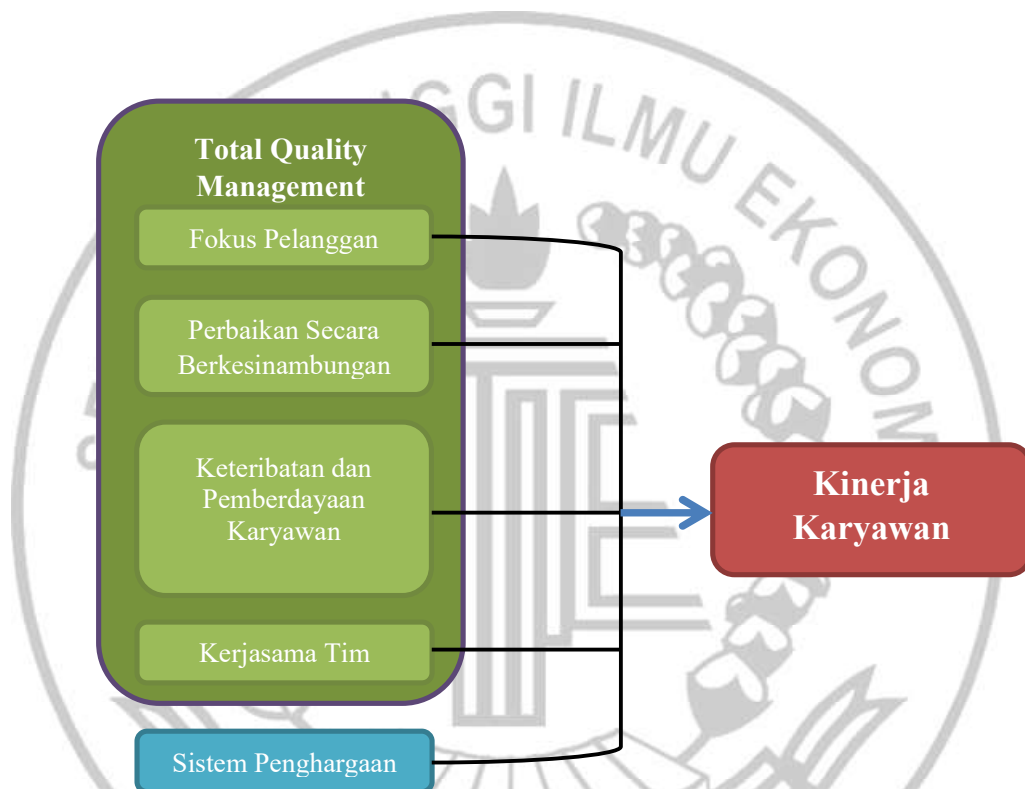 GGI ILMU EKONOM
Total Quality
Management
Fokus Pelanggan
Perbaikan Secara
Berkesinambungan
Keteribatan dan
Pemberdayaan
Karyawan
Kerjasama Tim
Sistem Penghargaan
Kinerja
Karyawan